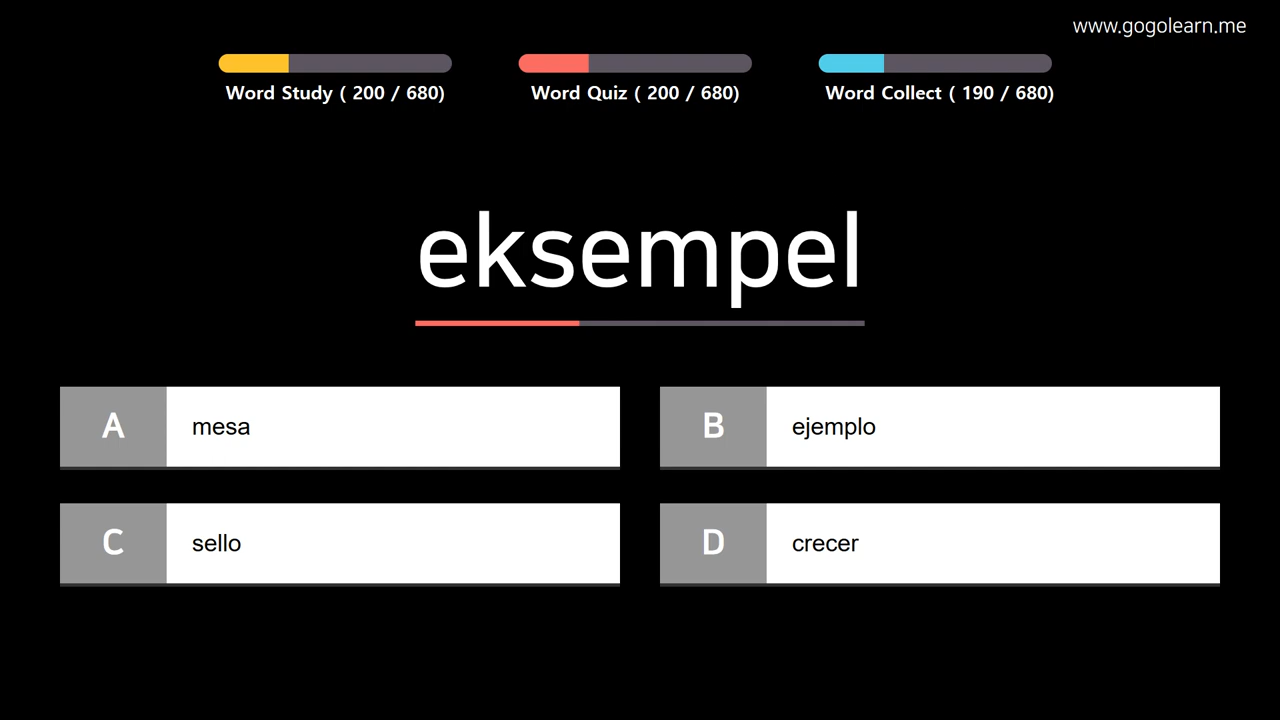 www.gogolearn.me
Word Study ( 200 / 680)
Word Quiz ( 200 / 680)
Word Collect ( 190 / 680)
eksempel
A mesa
B ejemplo
C sello
D crecer